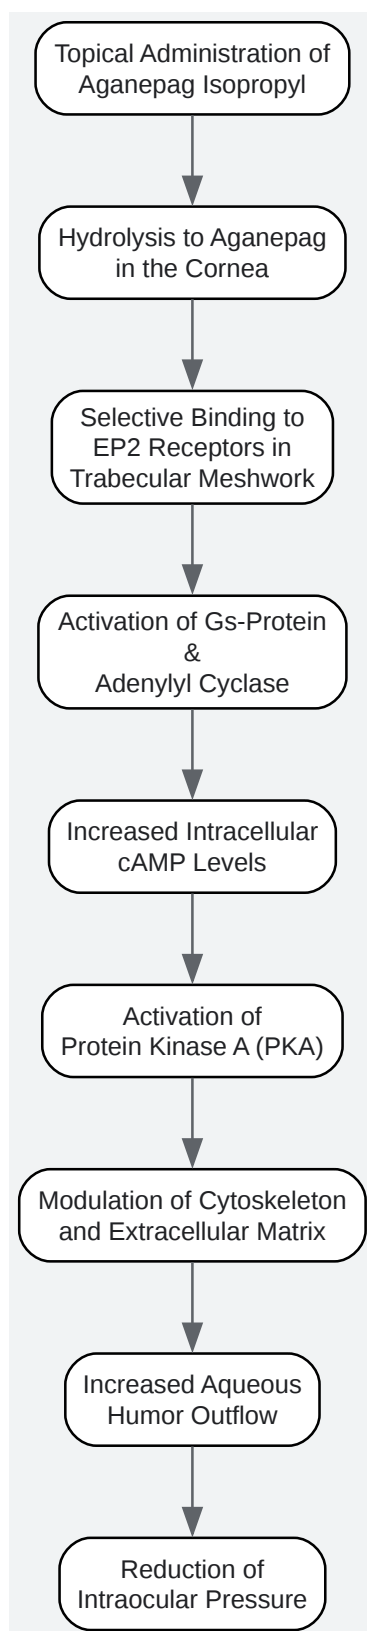 Topical Administration of
Aganepag Isopropyl
Hydrolysis to Aganepag
in the Cornea
Selective Binding to
EP2 Receptors in
Trabecular Meshwork
Activation of Gs-Protein
&
Adenylyl Cyclase
Increased Intracellular
cAMP Levels
Activation of
Protein Kinase A (PKA)
Modulation of Cytoskeleton
and Extracellular Matrix
Increased Aqueous
Humor Outflow
Reduction of
Intraocular Pressure